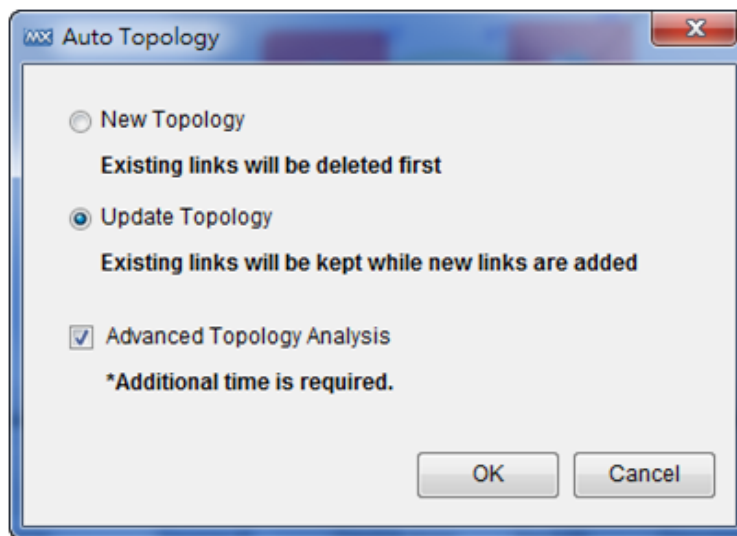 MX Auto Topology
New Topology
Existing links will be deleted first
Update Topology
Existing links will be kept while new links are added
Advanced Topology Analysis
*Additional time is required.
OK Cancel